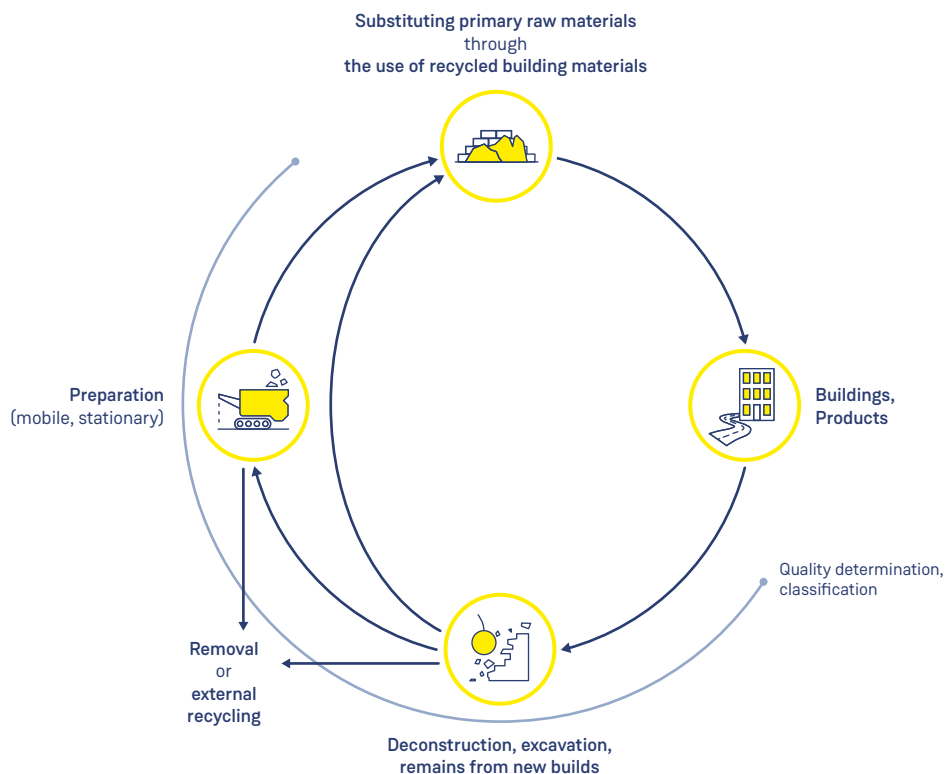 Substituting primary raw materials
through
the use of recycled building materials
Preparation
(mobile, stationary)
Buildings,
Products
Quality determination,
classification
Removal
or
external
recycling
Deconstruction, excavation,
remains from new builds